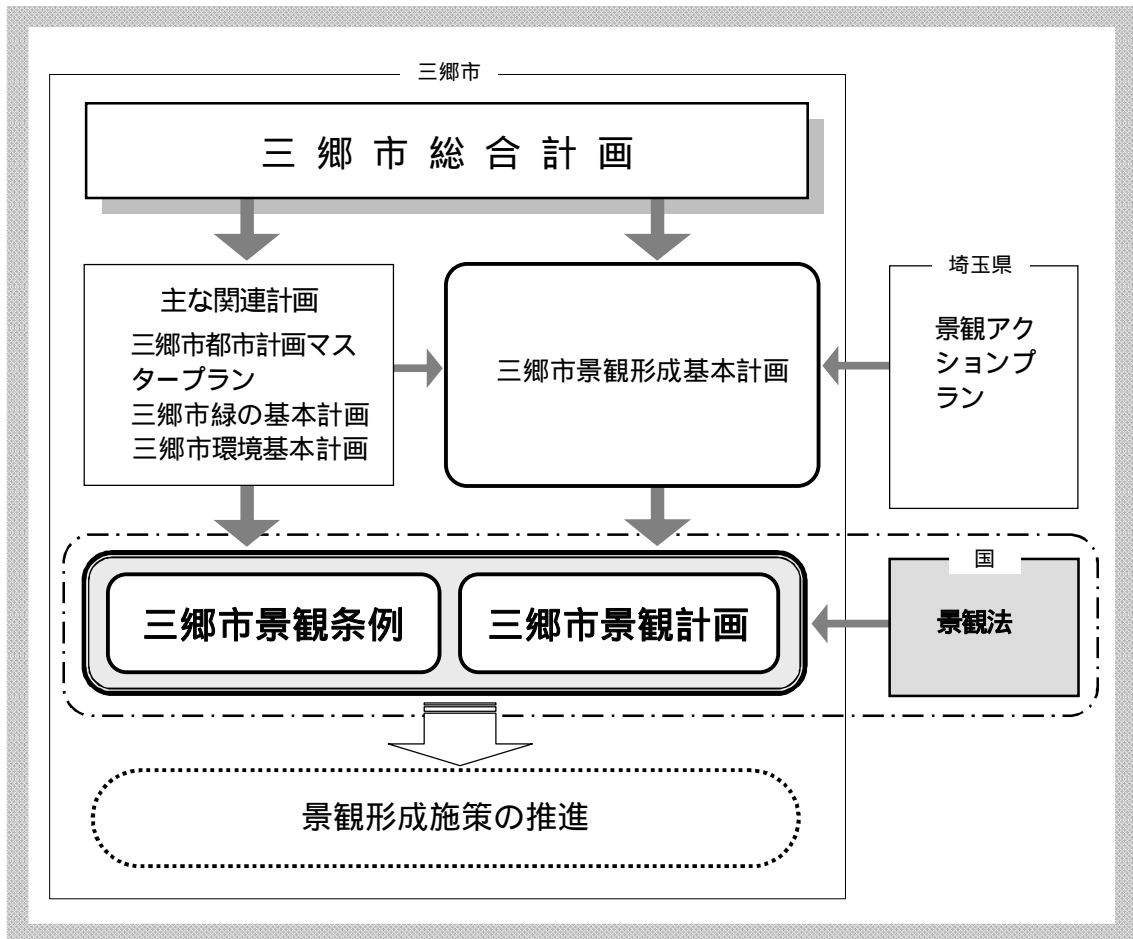 三郷市
三郷市総合計画
主な関連計画
三郷市都市計画マス
タープラン
三郷市緑の基本計画
三郷市環境基本計画
三郷市景観形成基本計画
埼玉県
景観アク
ションプ
ラン
三郷市景観条例
三郷市景観計画
国
景観法
景観形成施策の推進